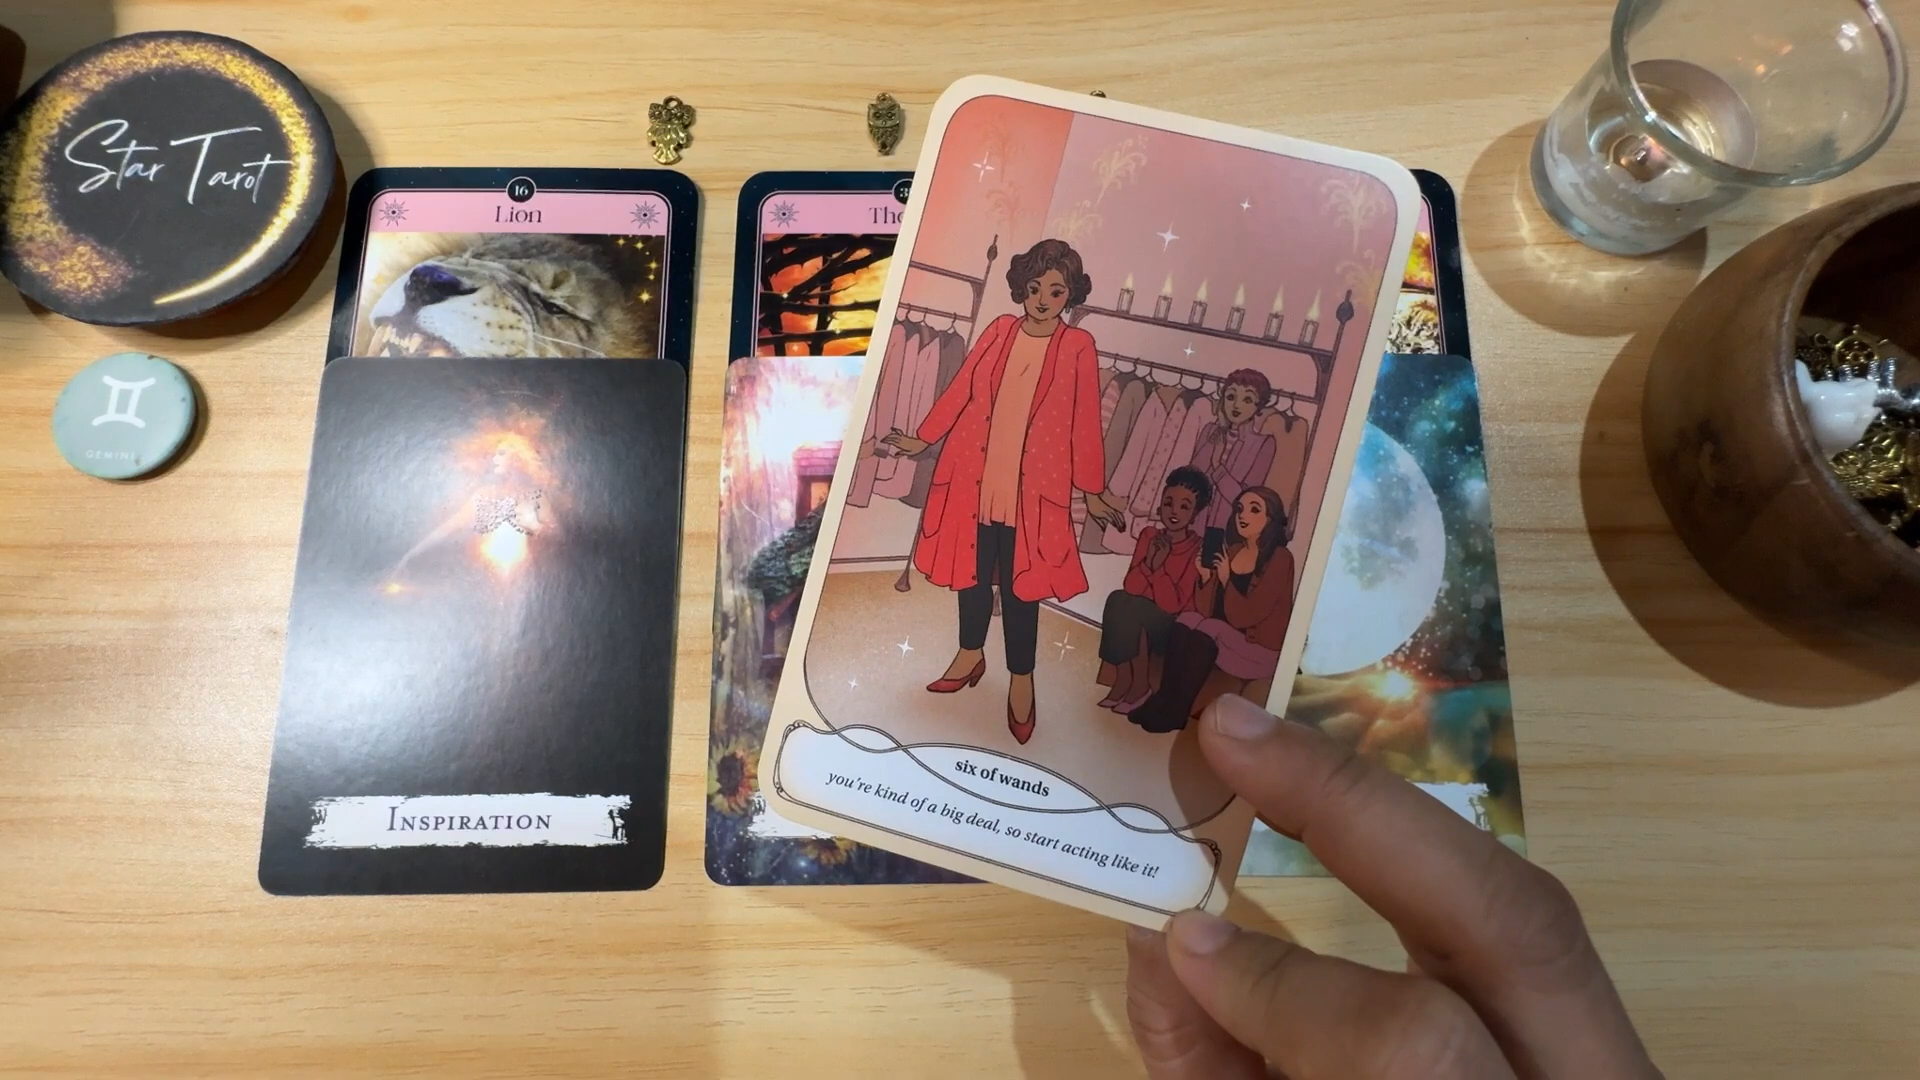 Star Tarot
GEMINI
16
Lion
INSPIRATION
six of wands
you're kind of a big deal, so start acting like it!